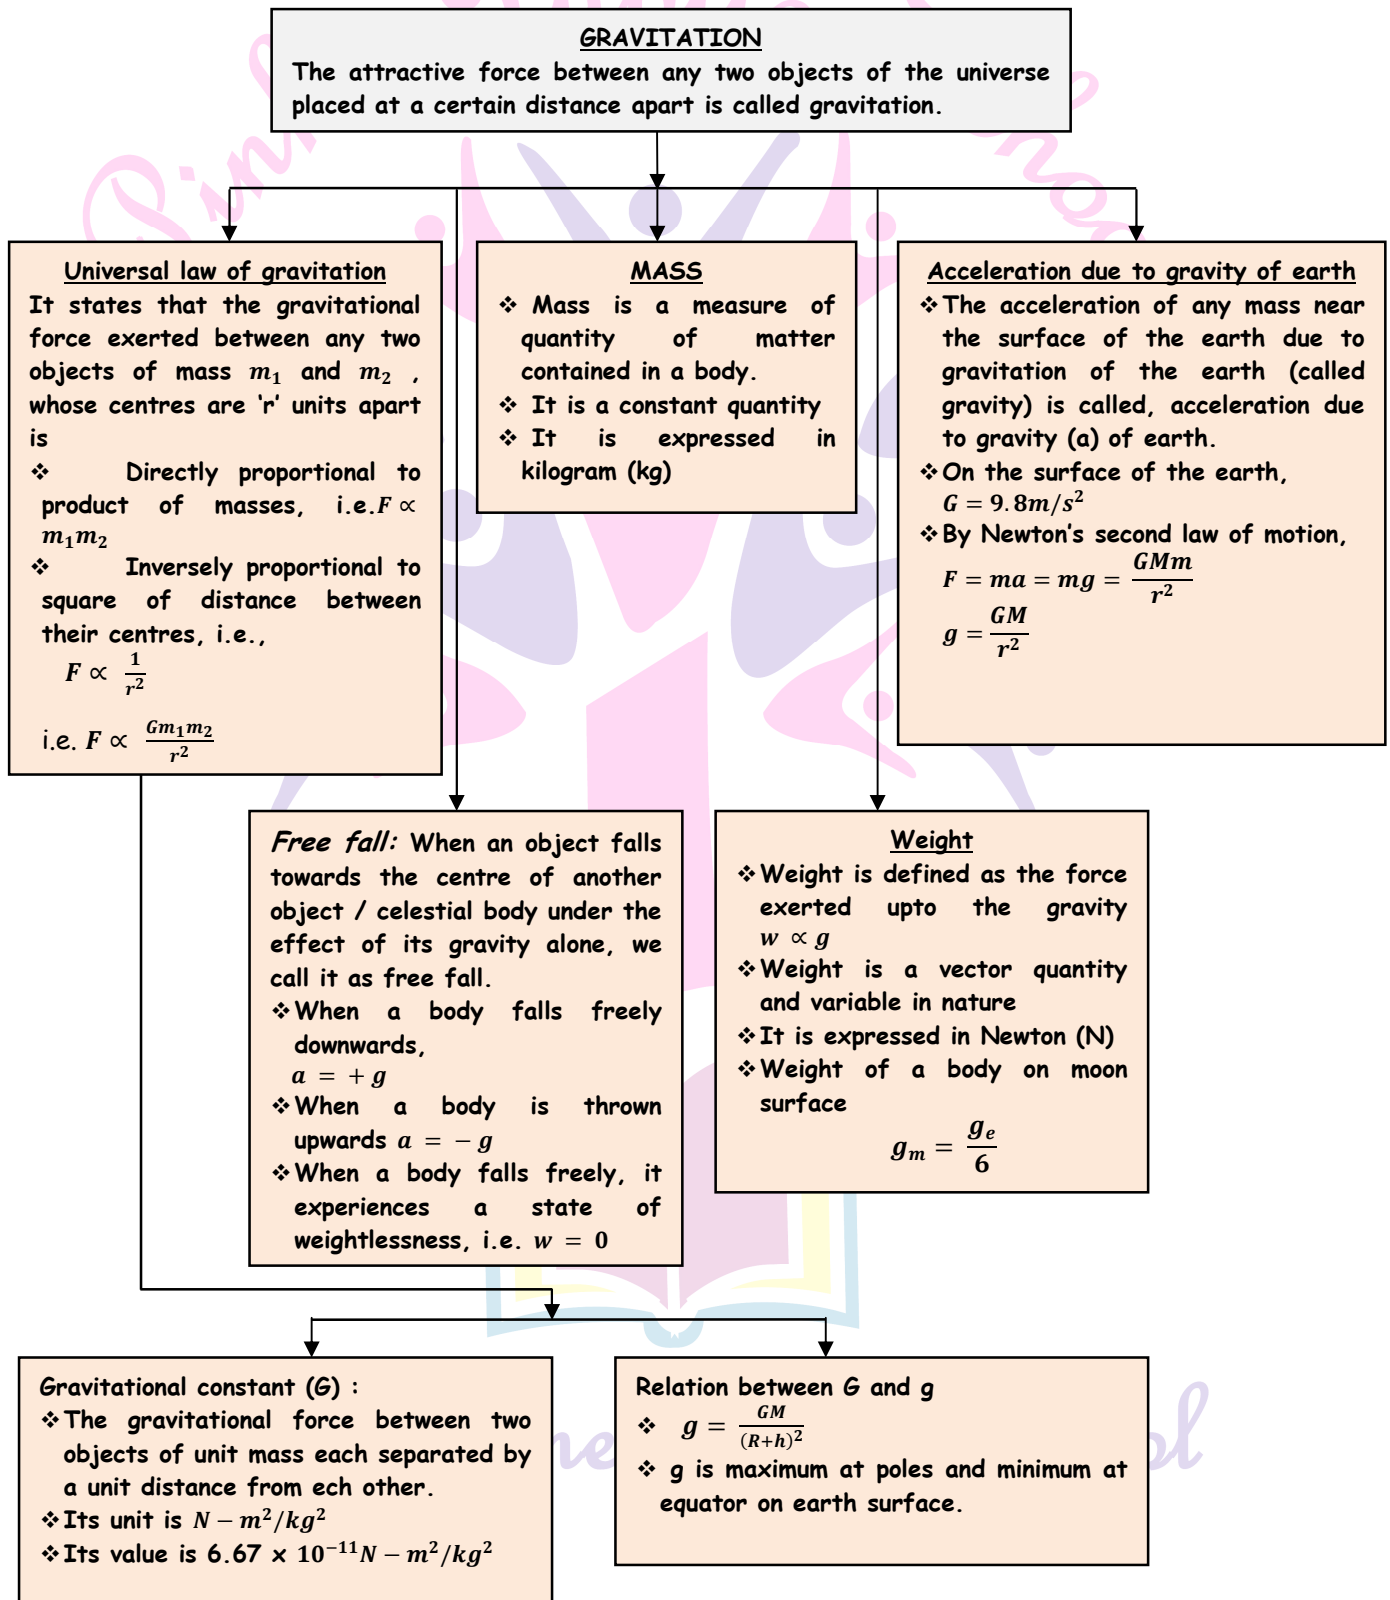 GRAVITATION
The attractive force between any two objects of the universe
placed at a certain distance apart is called gravitation.
Universal law of gravitation
It states that the gravitational
force exerted between any two
objects of mass m₁ and m₂ ,
whose centres are ‘r’ units apart
is
❖ Directly proportional to
product of masses, i.e.F ∝
m₁m₂
❖ Inversely proportional to
square of distance between
their centres, i.e.,
F ∝ 1/r²
i.e. F ∝ Gm₁m₂/r²
MASS
❖ Mass is a measure of
quantity of matter
contained in a body.
❖ It is a constant quantity
❖ It is expressed in
kilogram (kg)
Acceleration due to gravity of earth
❖The acceleration of any mass near
the surface of the earth due to
gravitation of the earth (called
gravity) is called, acceleration due
to gravity (a) of earth.
❖On the surface of the earth,
G = 9.8m/s²
❖By Newton’s second law of motion,
F = ma = mg = GMm/r²
g = GM/r²
Free fall: When an object falls
towards the centre of another
object / celestial body under the
effect of its gravity alone, we
call it as free fall.
❖When a body falls freely
downwards,
a = + g
❖When a body is thrown
upwards a = − g
❖When a body falls freely, it
experiences a state of
weightlessness, i.e. w = 0
Weight
❖Weight is defined as the force
exerted upto the gravity
w ∝ g
❖Weight is a vector quantity
and variable in nature
❖It is expressed in Newton (N)
❖Weight of a body on moon
surface
gₘ = gₑ/6
Gravitational constant (G) :
❖The gravitational force between two
objects of unit mass each separated by
a unit distance from ech other.
❖Its unit is N − m²/kg²
❖Its value is 6.67 x 10⁻¹¹N − m²/kg²
Relation between G and g
❖ g = GM/(R+h)²
❖ g is maximum at poles and minimum at
equator on earth surface.